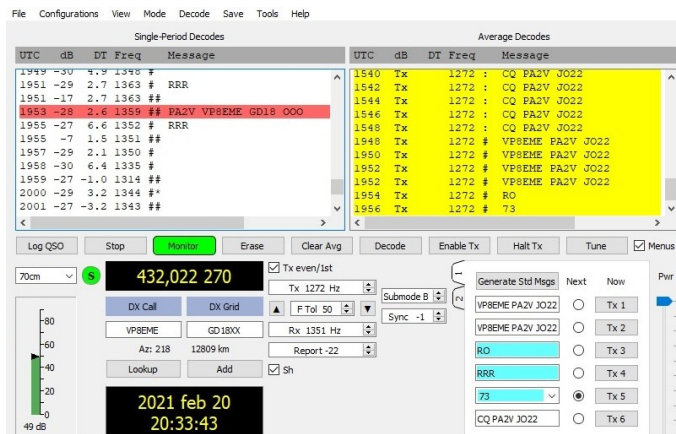 File Configurations View Mode Decode Save Tools Help
Single-Period Decodes
UTC dB DT Freq Message
1949 -30 4.9 1348 #
1951 -29 2.7 1363 # RRR
1951 -17 2.7 1363 ##
1953 -28 2.6 1359 ## PA2V VP8EME GD18 OOO
1955 -27 6.6 1352 # RRR
1955 -7 1.5 1351 ##
1957 -29 2.1 1350 #
1958 -30 6.4 1335 #
1959 -27 -1.0 1314 ##
2000 -29 3.2 1344 #*
2001 -27 -3.2 1343 ##
Average Decodes
UTC dB DT Freq Message
1540 Tx 1272 : CQ PA2V JO22
1542 Tx 1272 : CQ PA2V JO22
1544 Tx 1272 : CQ PA2V JO22
1546 Tx 1272 : CQ PA2V JO22
1548 Tx 1272 : CQ PA2V JO22
1948 Tx 1272 # VP8EME PA2V JO22
1950 Tx 1272 # VP8EME PA2V JO22
1952 Tx 1272 # VP8EME PA2V JO22
1952 Tx 1272 # VP8EME PA2V JO22
1954 Tx 1272 # RO
1956 Tx 1272 # 73
Log QSO Stop Monitor Erase Clear Avg Decode Enable Tx Halt Tx Tune Menus
70cm S 432,022 270
Tx even/1st
Tx 1272 Hz
F Tol 50
Rx 1351 Hz
Report -22
Sh
Submode B
Sync -1
DX Call DX Grid
VP8EME GD18XX
Az: 218 12809 km
Lookup Add
2021 feb 20
20:33:43
80
60
40
20
0
49 dB
1
2
Generate Std Msgs Next Now Pwr
VP8EME PA2V JO22 Tx 1
VP8EME PA2V JO22 Tx 2
RO Tx 3
RRR Tx 4
73 Tx 5
CQ PA2V JO22 Tx 6